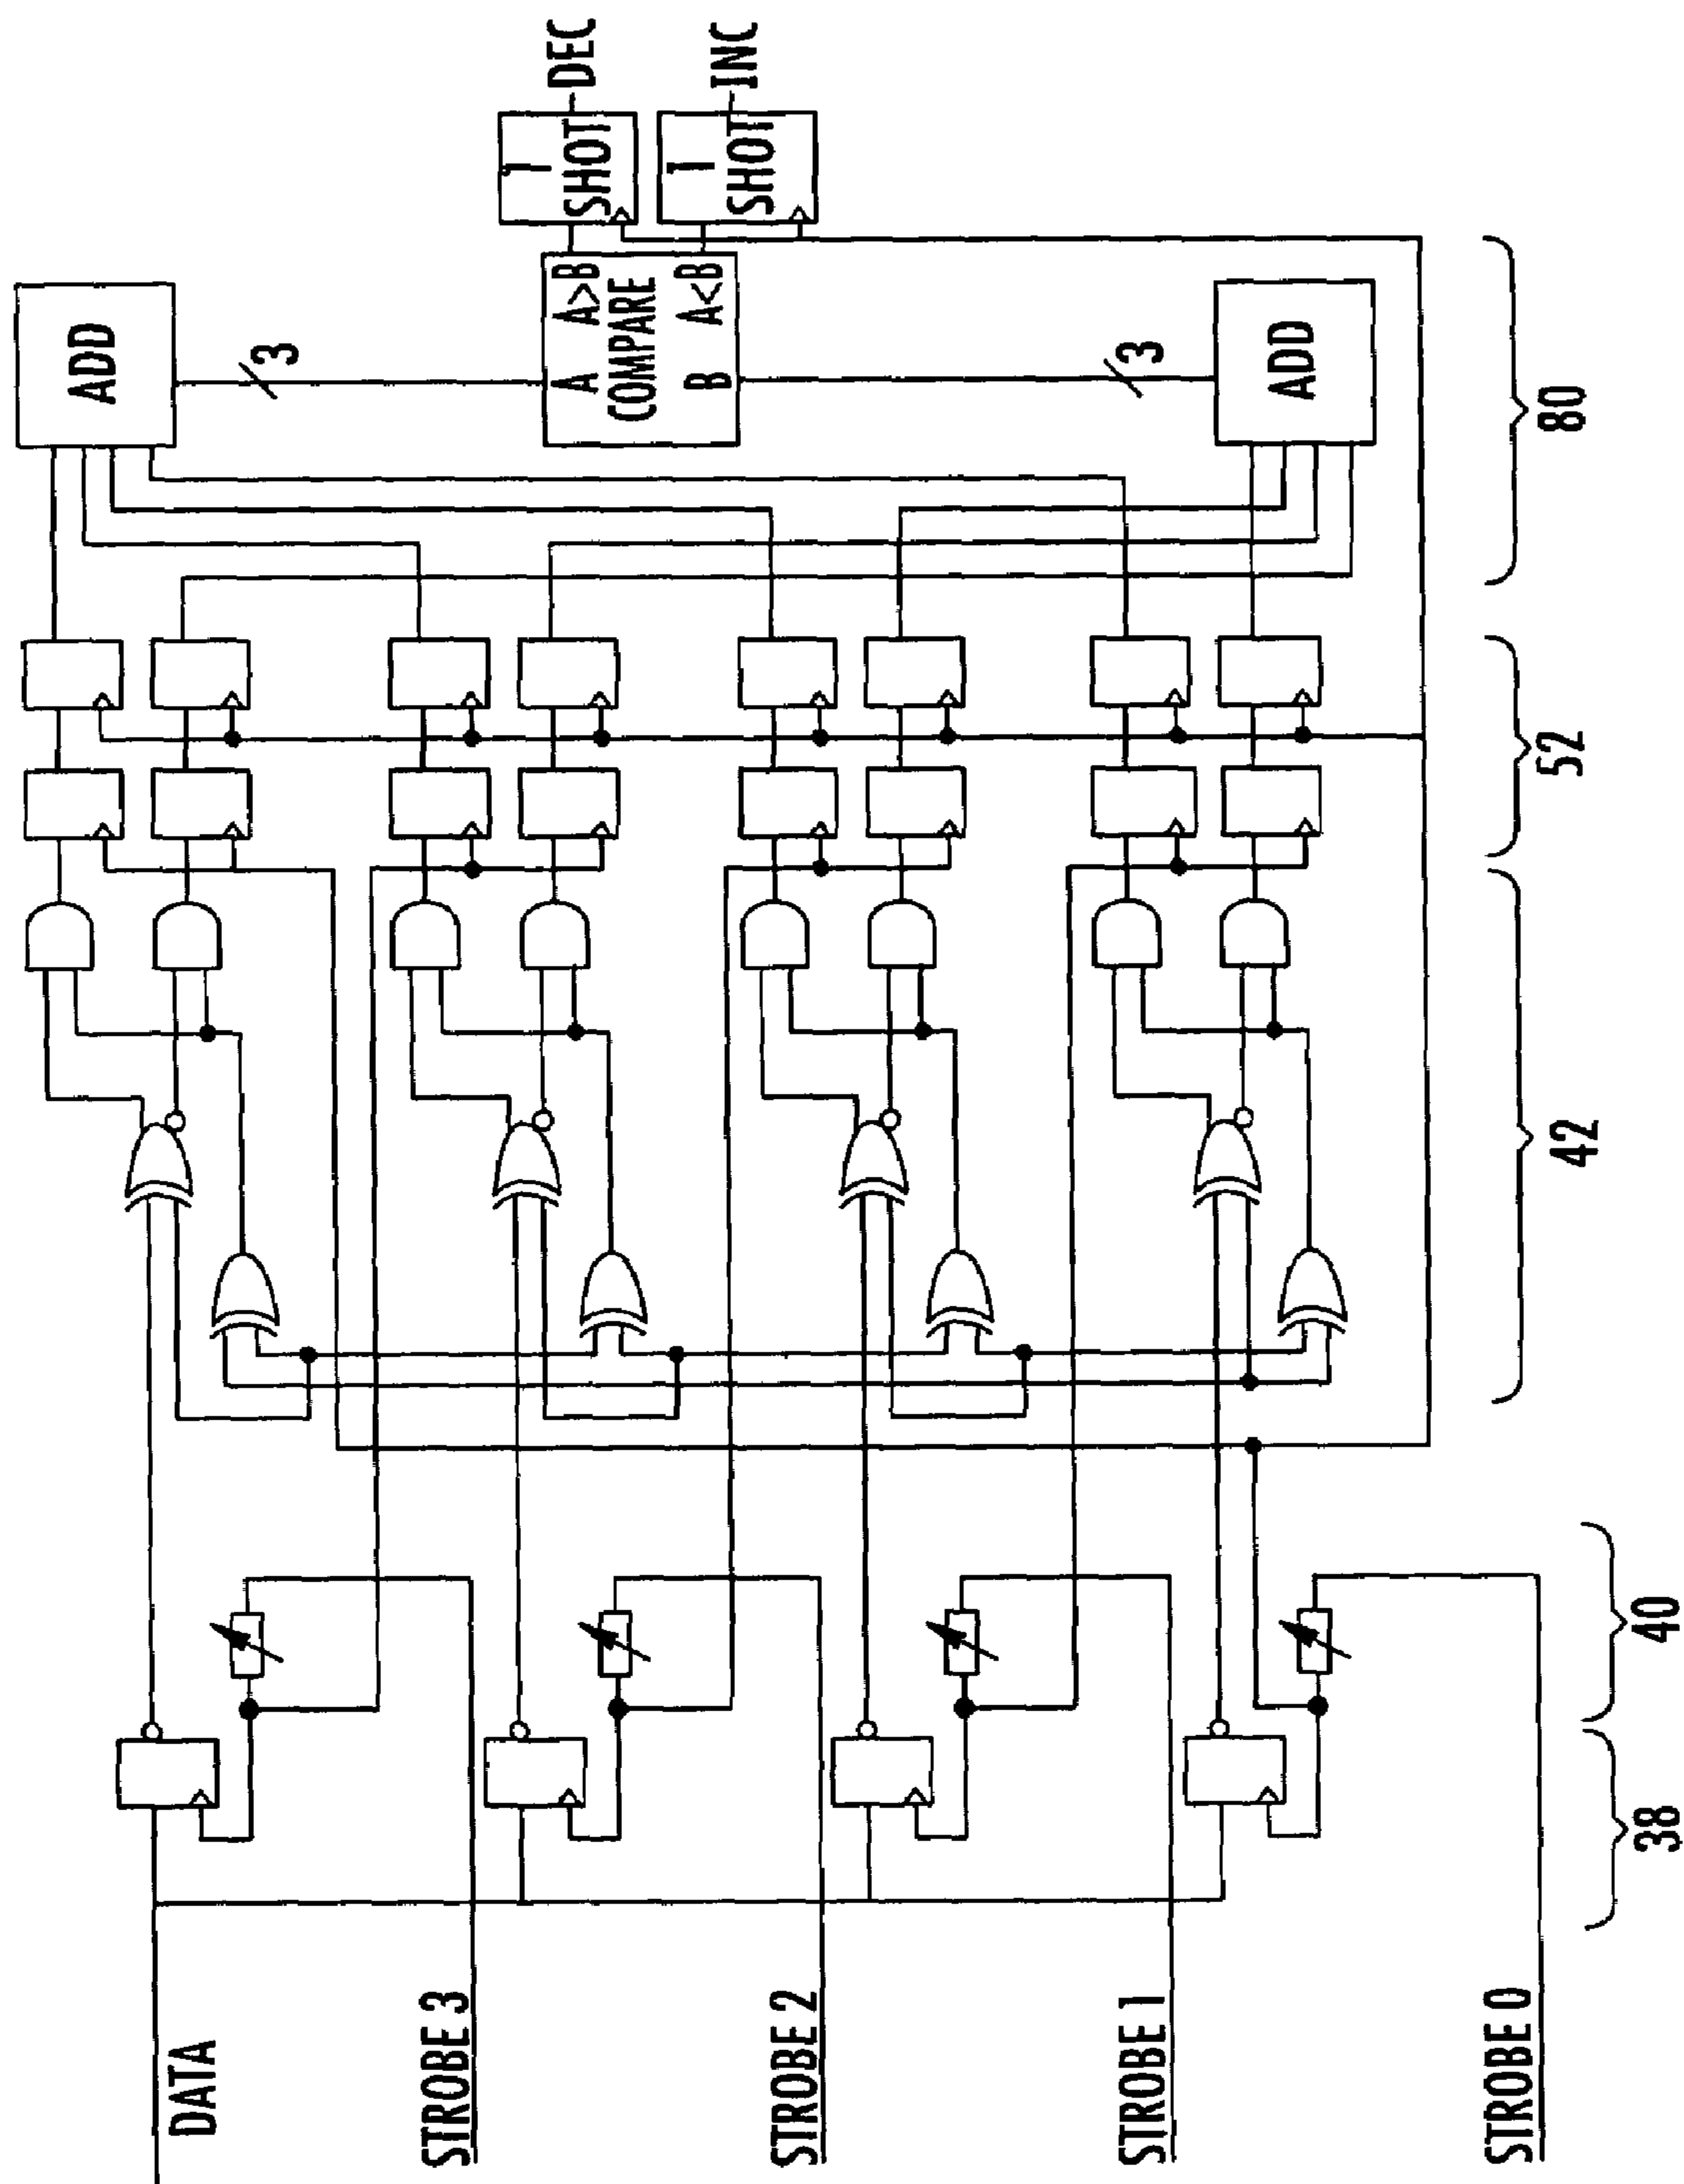 DATA
STROBE 3
STROBE 2
STROBE 1
STROBE 0
38
40
42
52
80
ADD
3
A A>B
COMPARE
B A<B
3
ADD
1
SHOT
DEC
1
SHOT
INC